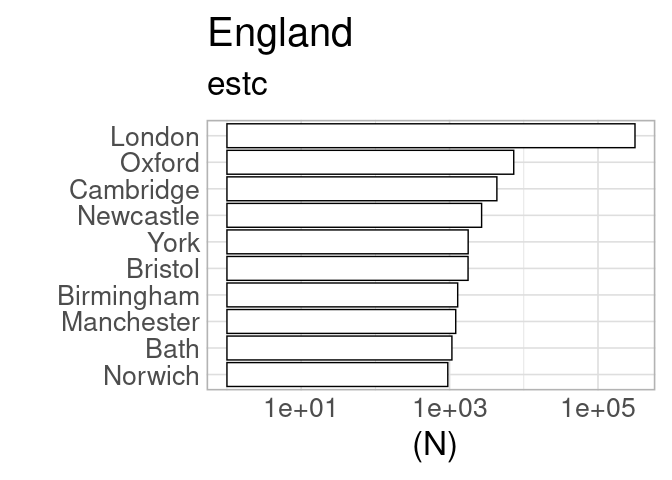 England
estc
London
Oxford
Cambridge
Newcastle
York
Bristol
Birmingham
Manchester
Bath
Norwich
1e+01 1e+03 1e+05
(N)